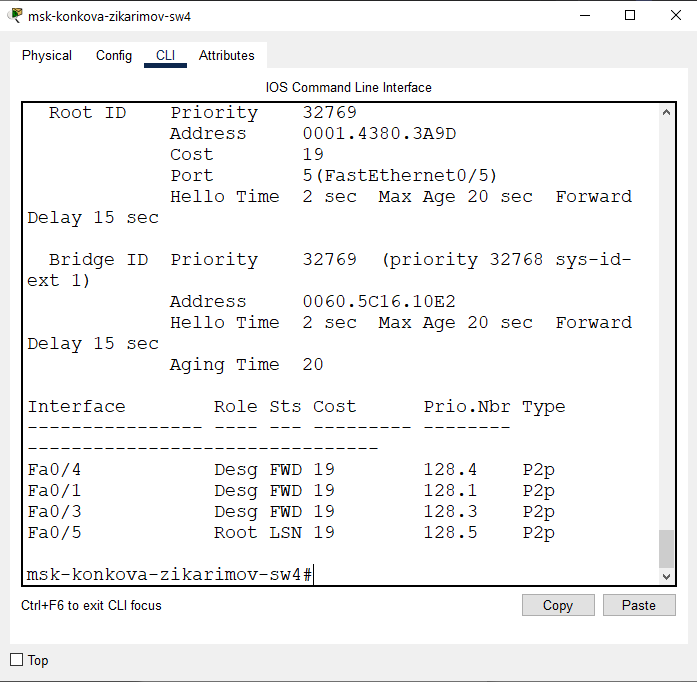 msk-konkova-zikarimov-sw4
Physical Config CLI Attributes
IOS Command Line Interface
Root ID Priority 32769
Address 0001.4380.3A9D
Cost 19
Port 5(FastEthernet0/5)
Hello Time 2 sec Max Age 20 sec Forward
Delay 15 sec
Bridge ID Priority 32769 (priority 32768 sys-id-
ext 1)
Address 0060.5C16.10E2
Hello Time 2 sec Max Age 20 sec Forward
Delay 15 sec
Aging Time 20
Interface Role Sts Cost Prio.Nbr Type
---------------- ---- --- --------- --------
--------------------------------
Fa0/4 Desg FWD 19 128.4 P2p
Fa0/1 Desg FWD 19 128.1 P2p
Fa0/3 Desg FWD 19 128.3 P2p
Fa0/5 Root LSN 19 128.5 P2p
msk-konkova-zikarimov-sw4#
Ctrl+F6 to exit CLI focus
Copy Paste
Top